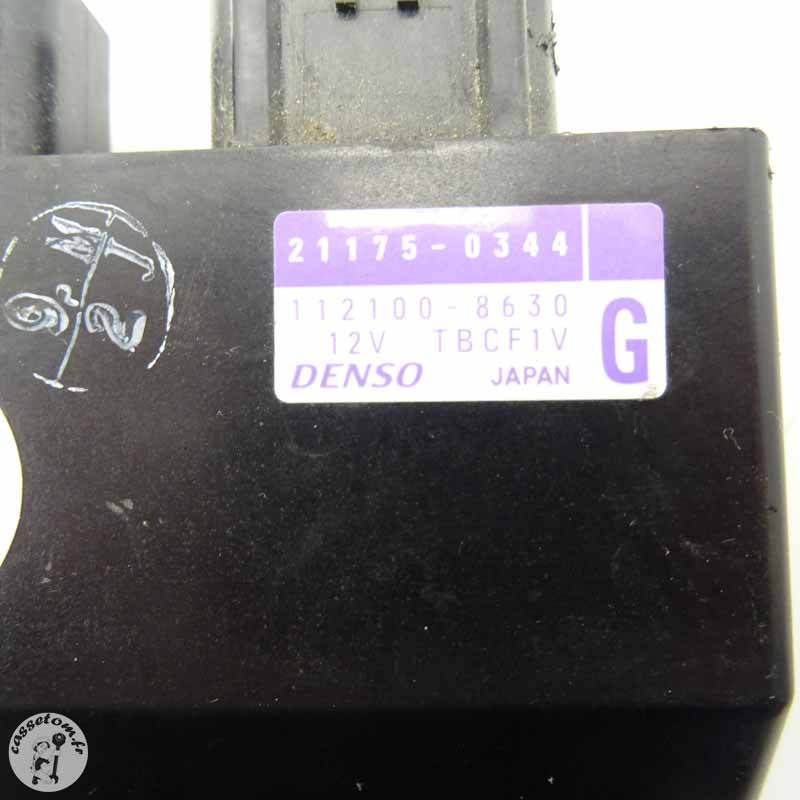 21175-0344
112100-8630
12V TBCF1V
G
DENSO JAPAN
cassetom.fr